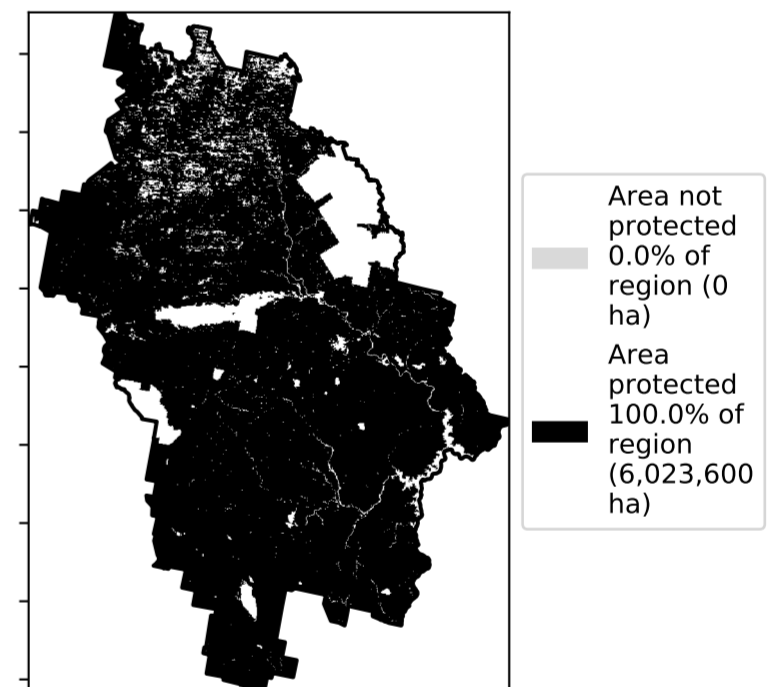 Area not
protected
0.0% of
region (0
ha)
Area
protected
100.0% of
region
(6,023,600
ha)